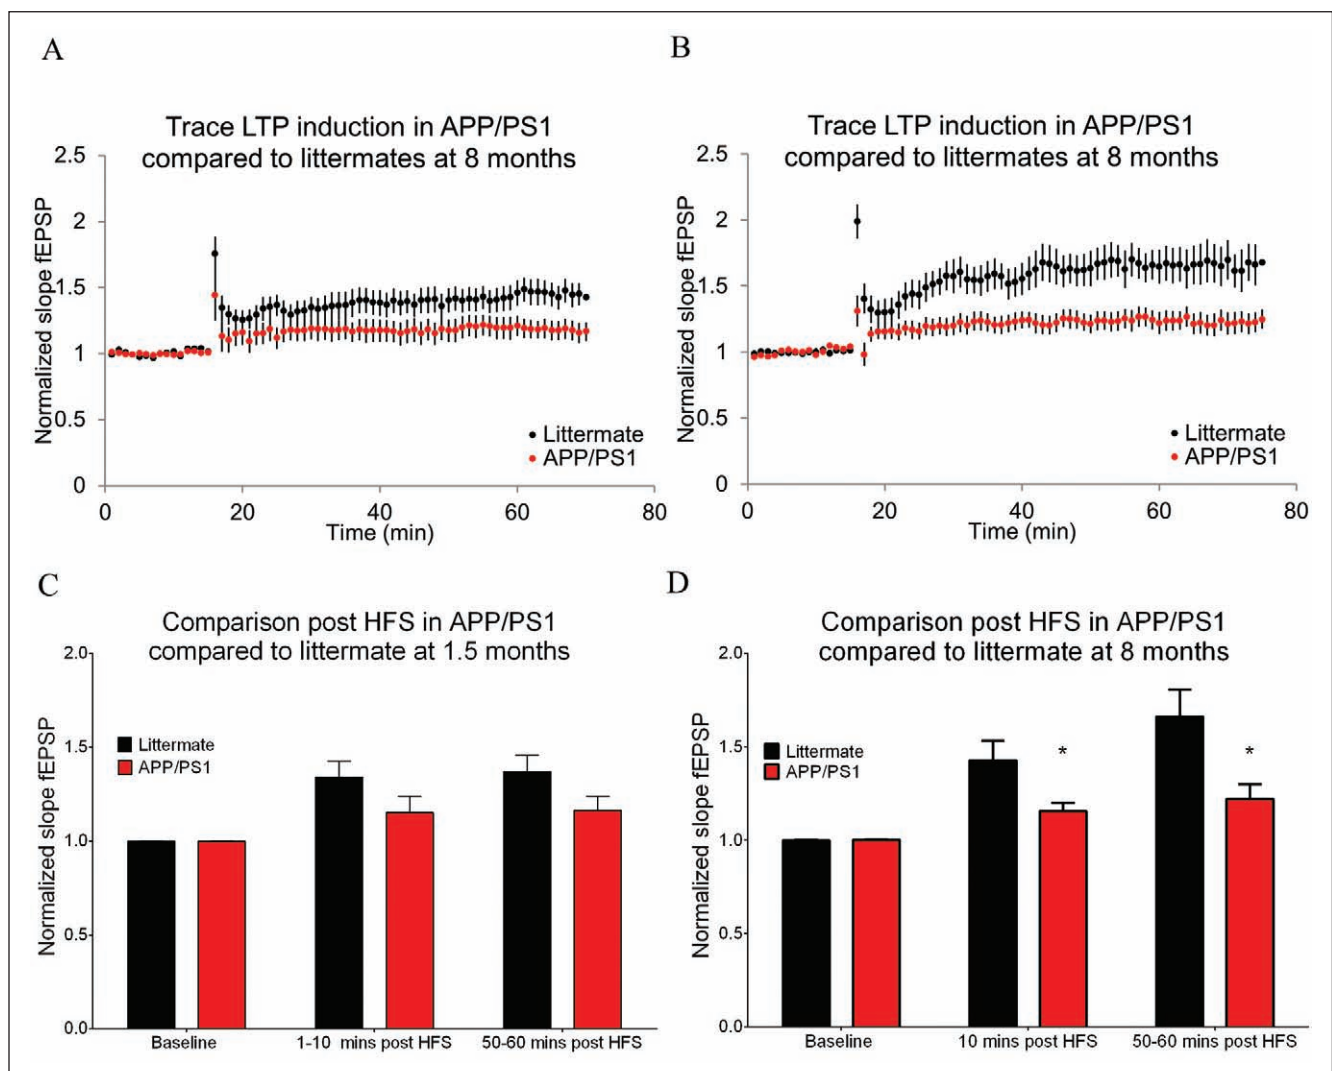 A
Trace LTP induction in APP/PS1
compared to littermates at 8 months
Normalized slope fEPSP
2.5
2
1.5
1
0.5
0
0
20
40
60
80
Time (min)
Littermate
APP/PS1
B
Trace LTP induction in APP/PS1
compared to littermates at 8 months
Normalized slope fEPSP
2.5
2
1.5
1
0.5
0
0
20
40
60
80
Time (min)
Littermate
APP/PS1
C
Comparison post HFS in APP/PS1
compared to littermate at 1.5 months
Normalized slope fEPSP
2.0
1.5
1.0
0.5
0.0
Littermate
APP/PS1
Baseline
1-10 mins post HFS
50-60 mins post HFS
D
Comparison post HFS in APP/PS1
compared to littermate at 8 months
Normalized slope fEPSP
2.0
1.5
1.0
0.5
0.0
Littermate
APP/PS1
*
*
Baseline
10 mins post HFS
50-60 mins post HFS